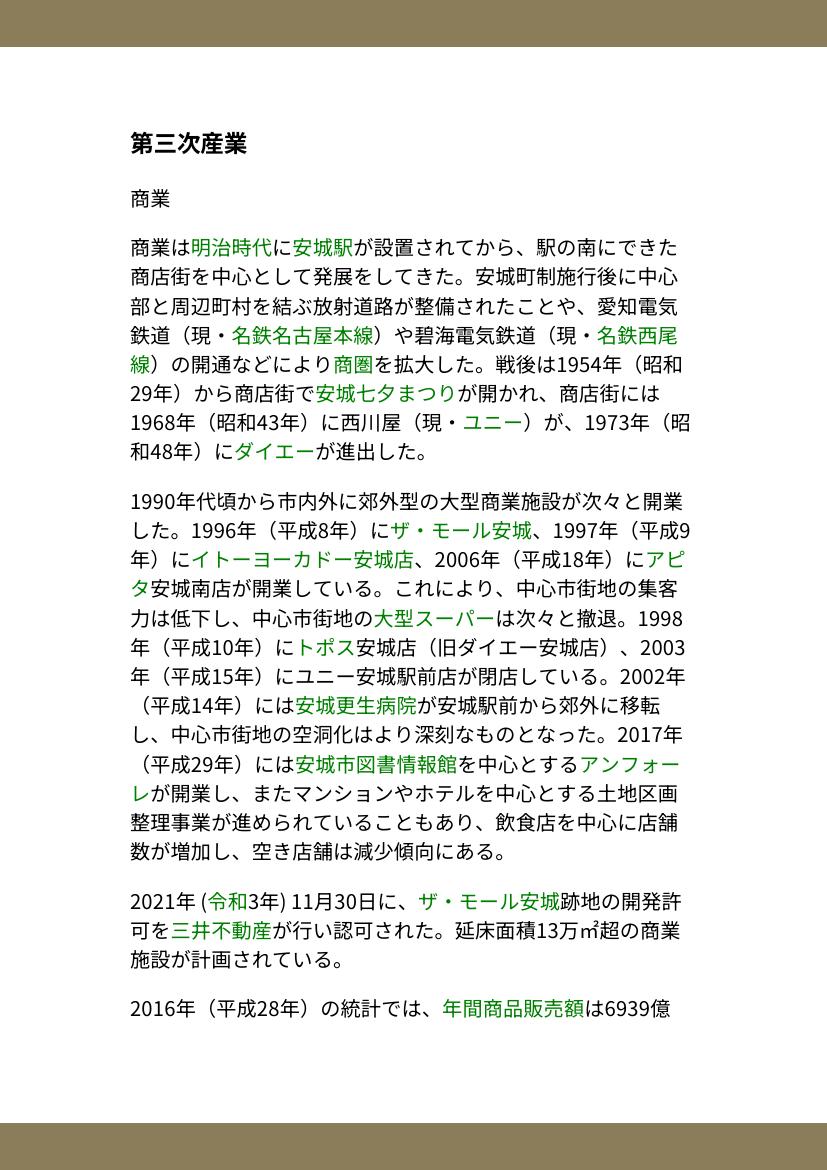 第三次産業
商業
商業は明治時代に安城駅が設置されてから、駅の南にできた
商店街を中心として発展をしてきた。安城町制施行後に中心
部と周辺町村を結ぶ放射道路が整備されたことや、愛知電気
鉄道（現・名鉄名古屋本線）や碧海電気鉄道（現・名鉄西尾
線）の開通などにより商圏を拡大した。戦後は1954年（昭和
29年）から商店街で安城七夕まつりが開かれ、商店街には
1968年（昭和43年）に西川屋（現・ユニー）が、1973年（昭
和48年）にダイエーが進出した。
1990年代頃から市内外に郊外型の大型商業施設が次々と開業
した。1996年（平成8年）にザ・モール安城、1997年（平成9
年）にイトーヨーカドー安城店、2006年（平成18年）にアピ
タ安城南店が開業している。これにより、中心市街地の集客
力は低下し、中心市街地の大型スーパーは次々と撤退。1998
年（平成10年）にトポス安城店（旧ダイエー安城店）、2003
年（平成15年）にユニー安城駅前店が閉店している。2002年
（平成14年）には安城更生病院が安城駅前から郊外に移転
し、中心市街地の空洞化はより深刻なものとなった。2017年
（平成29年）には安城市図書情報館を中心とするアンフォー
レが開業し、またマンションやホテルを中心とする土地区画
整理事業が進められていることもあり、飲食店を中心に店舗
数が増加し、空き店舗は減少傾向にある。
2021年 (令和3年) 11月30日に、ザ・モール安城跡地の開発許
可を三井不動産が行い認可された。延床面積13万㎡超の商業
施設が計画されている。
2016年（平成28年）の統計では、年間商品販売額は6939億